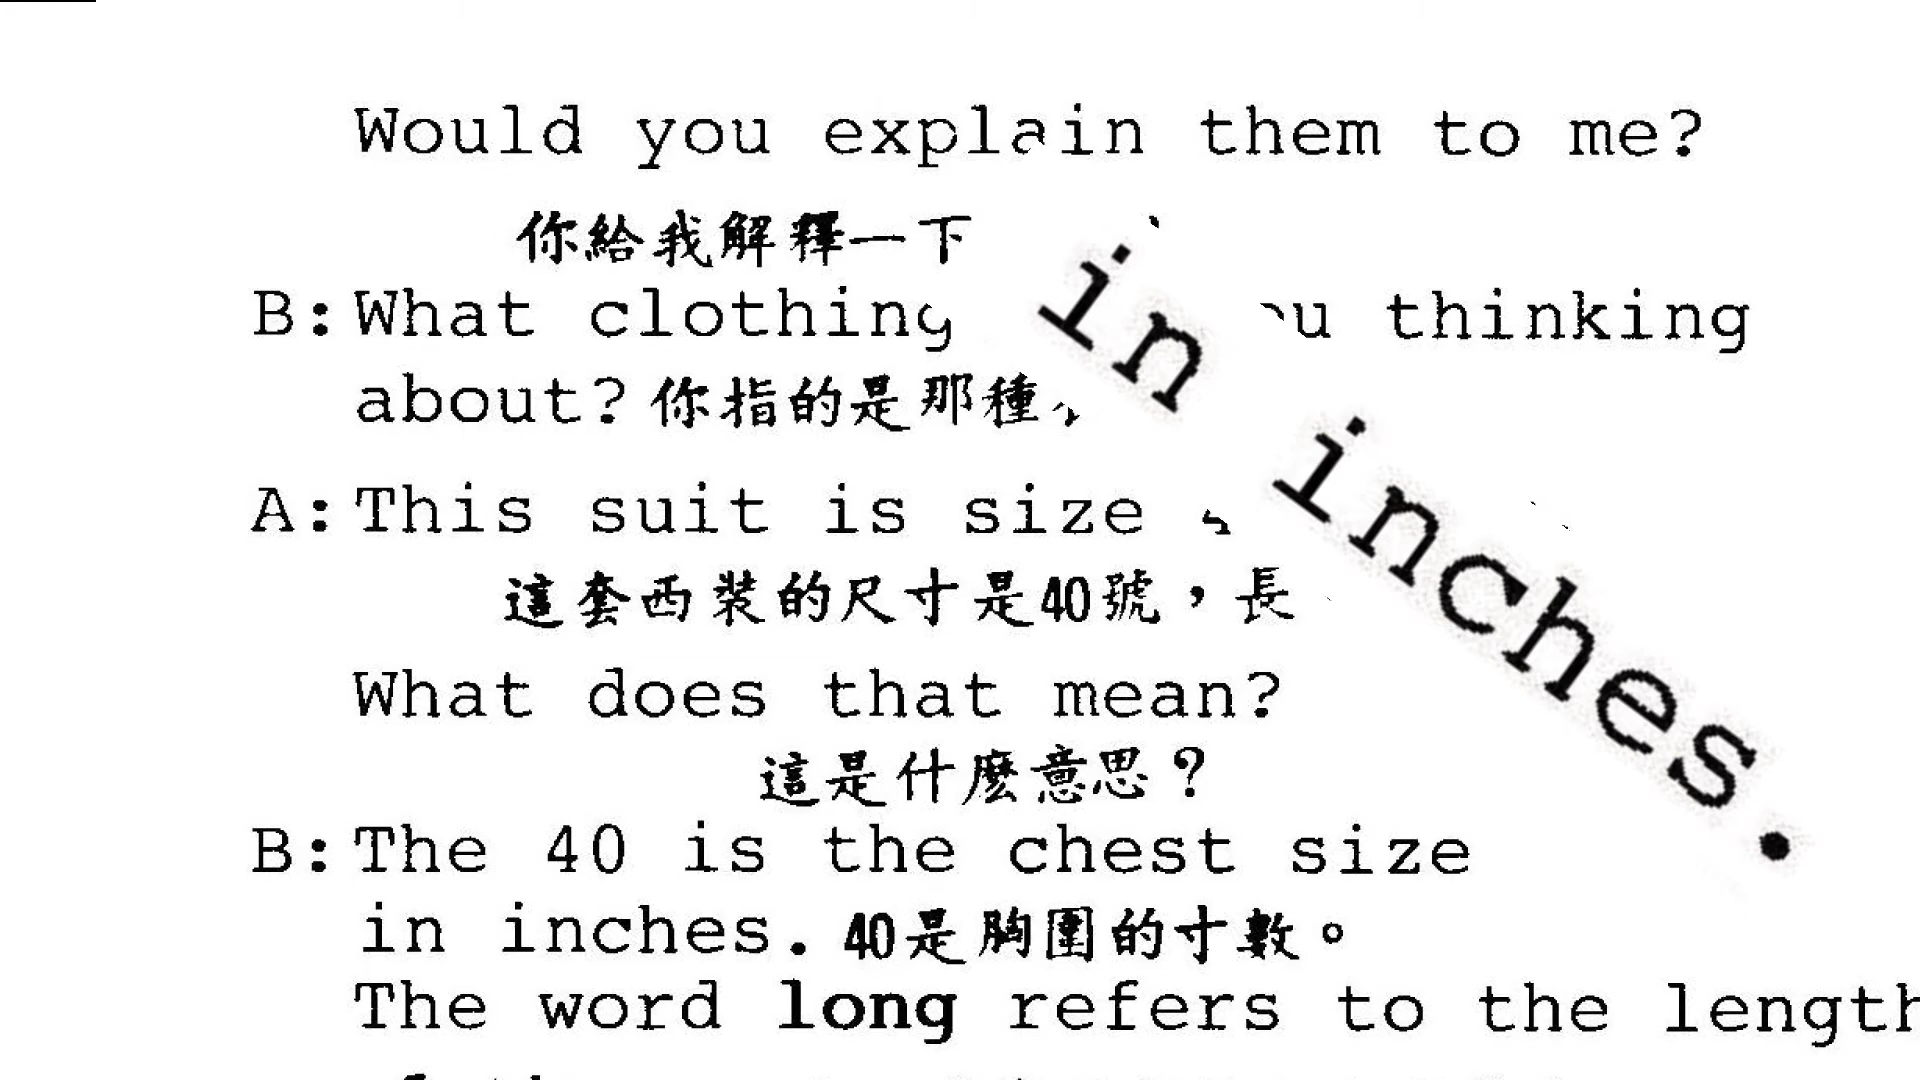 Would you explain them to me?
你給我解釋一下
B: What clothing thinking
about? 你指的是那種
A: This suit is size
這套西裝的尺寸是40號，長
What does that mean?
這是什麼意思？
B: The 40 is the chest size
in inches. 40是胸圍的寸數。
The word long refers to the length
in inches.